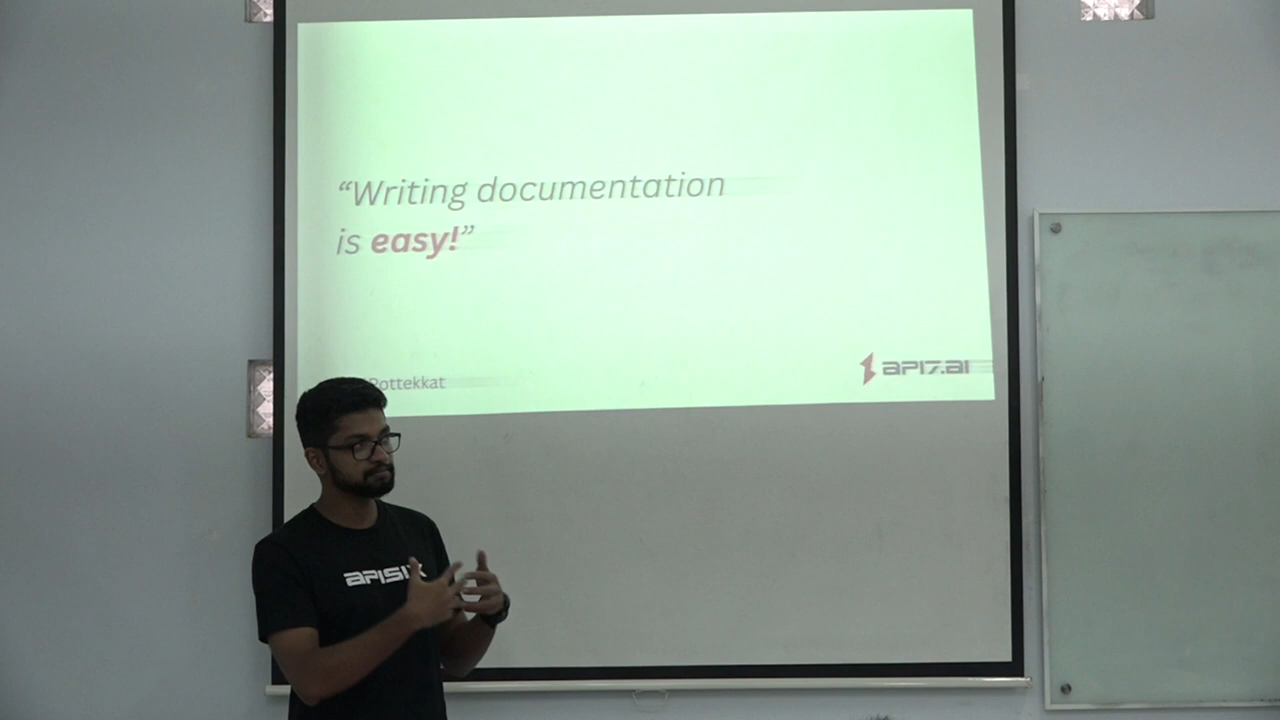 “Writing documentation
is easy!”
Pottekkat
API7.AI
APISIX